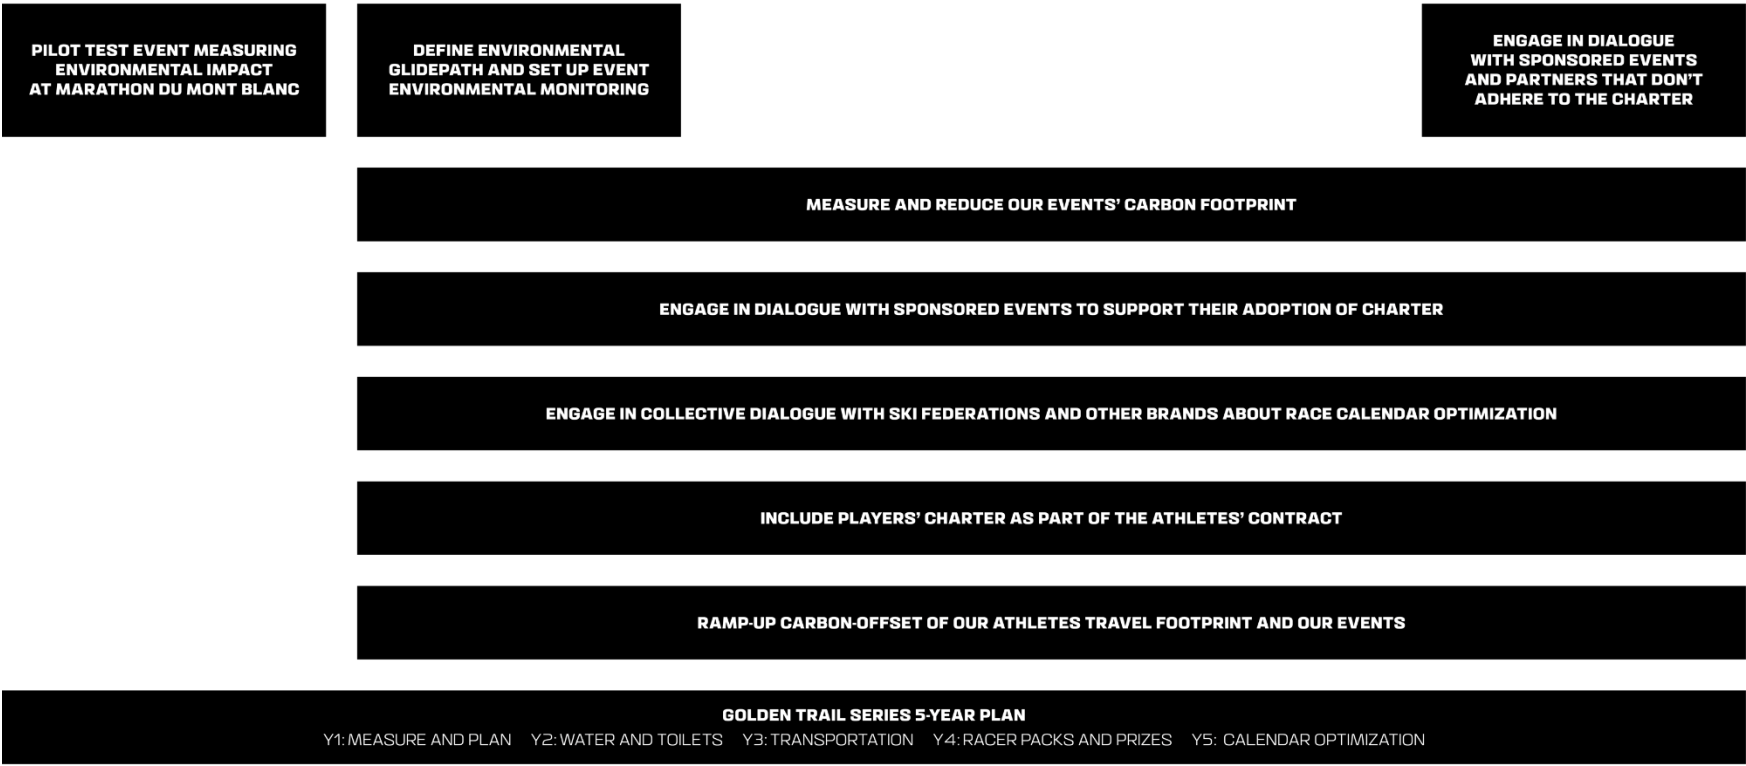 PILOT TEST EVENT MEASURING
ENVIRONMENTAL IMPACT
AT MARATHON DU MONT BLANC
DEFINE ENVIRONMENTAL
GLIDEPATH AND SET UP EVENT
ENVIRONMENTAL MONITORING
ENGAGE IN DIALOGUE
WITH SPONSORED EVENTS
AND PARTNERS THAT DON'T
ADHERE TO THE CHARTER
MEASURE AND REDUCE OUR EVENTS' CARBON FOOTPRINT
ENGAGE IN DIALOGUE WITH SPONSORED EVENTS TO SUPPORT THEIR ADOPTION OF CHARTER
ENGAGE IN COLLECTIVE DIALOGUE WITH SKI FEDERATIONS AND OTHER BRANDS ABOUT RACE CALENDAR OPTIMIZATION
INCLUDE PLAYERS' CHARTER AS PART OF THE ATHLETES' CONTRACT
RAMP-UP CARBON-OFFSET OF OUR ATHLETES TRAVEL FOOTPRINT AND OUR EVENTS
GOLDEN TRAIL SERIES 5-YEAR PLAN
Y1: MEASURE AND PLAN Y2: WATER AND TOILETS Y3: TRANSPORTATION Y4: RACER PACKS AND PRIZES Y5: CALENDAR OPTIMIZATION